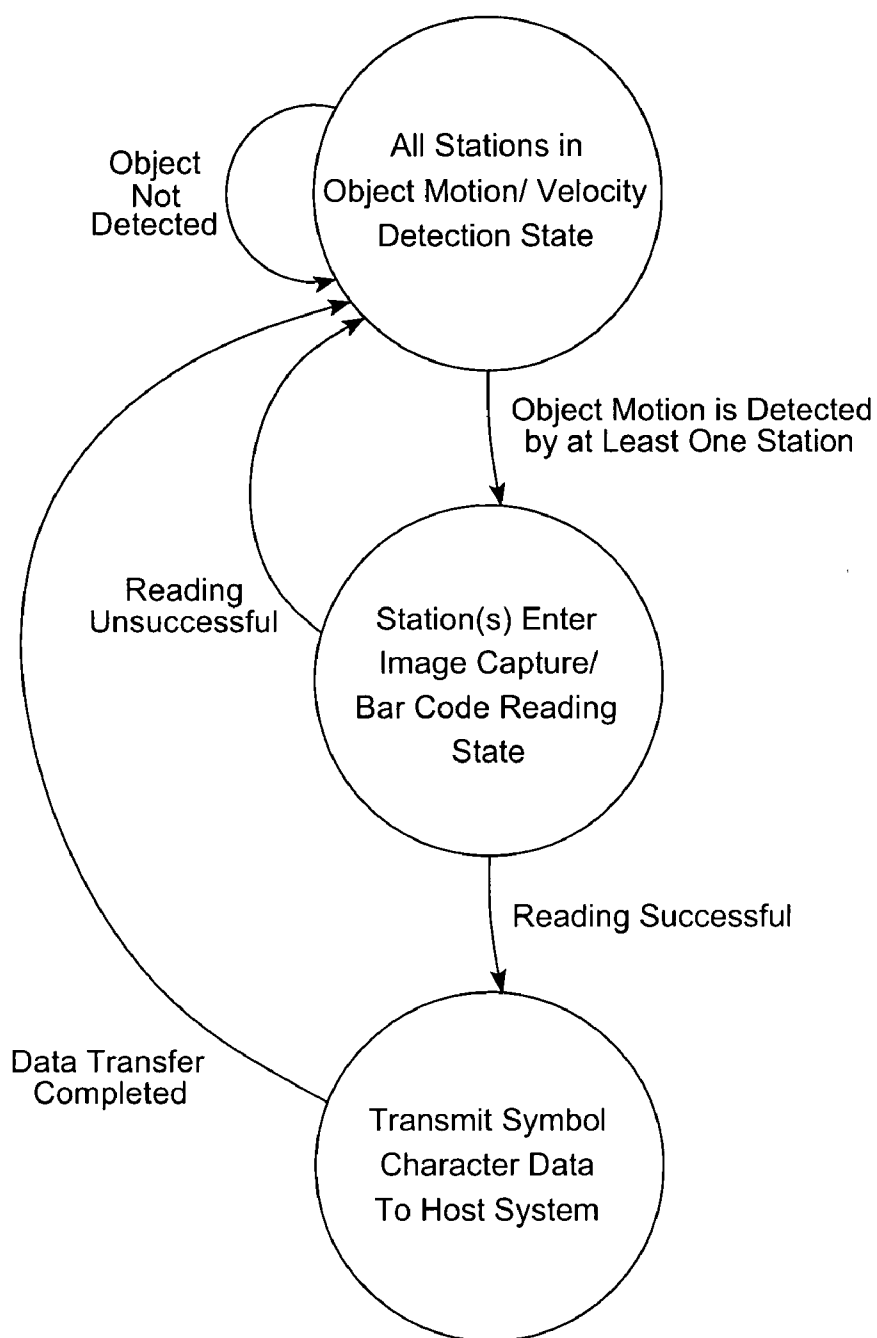 All Stations in
Object Motion/ Velocity
Detection State
Object
Not
Detected
Object Motion is Detected
by at Least One Station
Reading
Unsuccessful
Station(s) Enter
Image Capture/
Bar Code Reading
State
Reading Successful
Data Transfer
Completed
Transmit Symbol
Character Data
To Host System